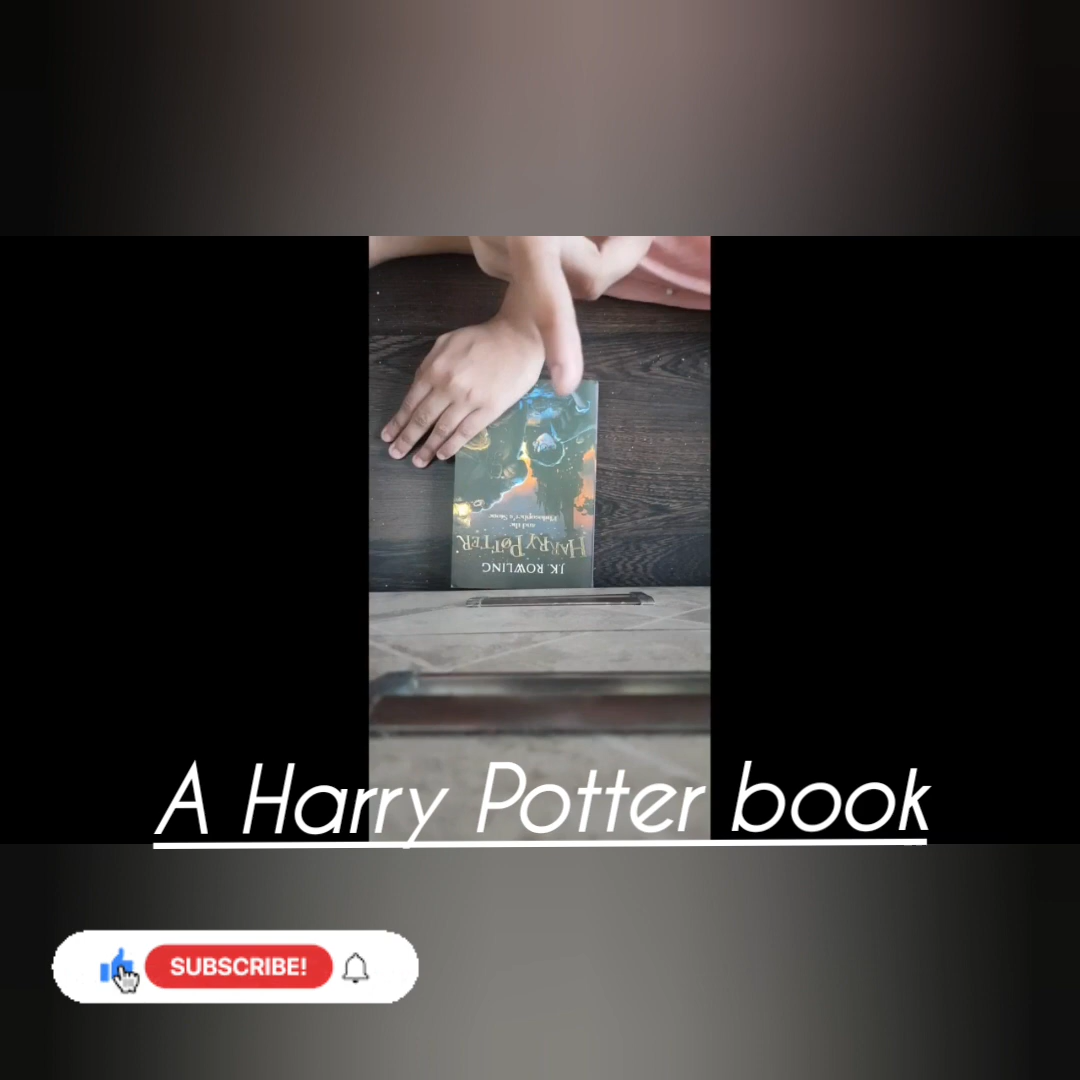 J.K. ROWLING
HARRY POTTER
and the
Philosopher's Stone
A Harry Potter book
SUBSCRIBE!